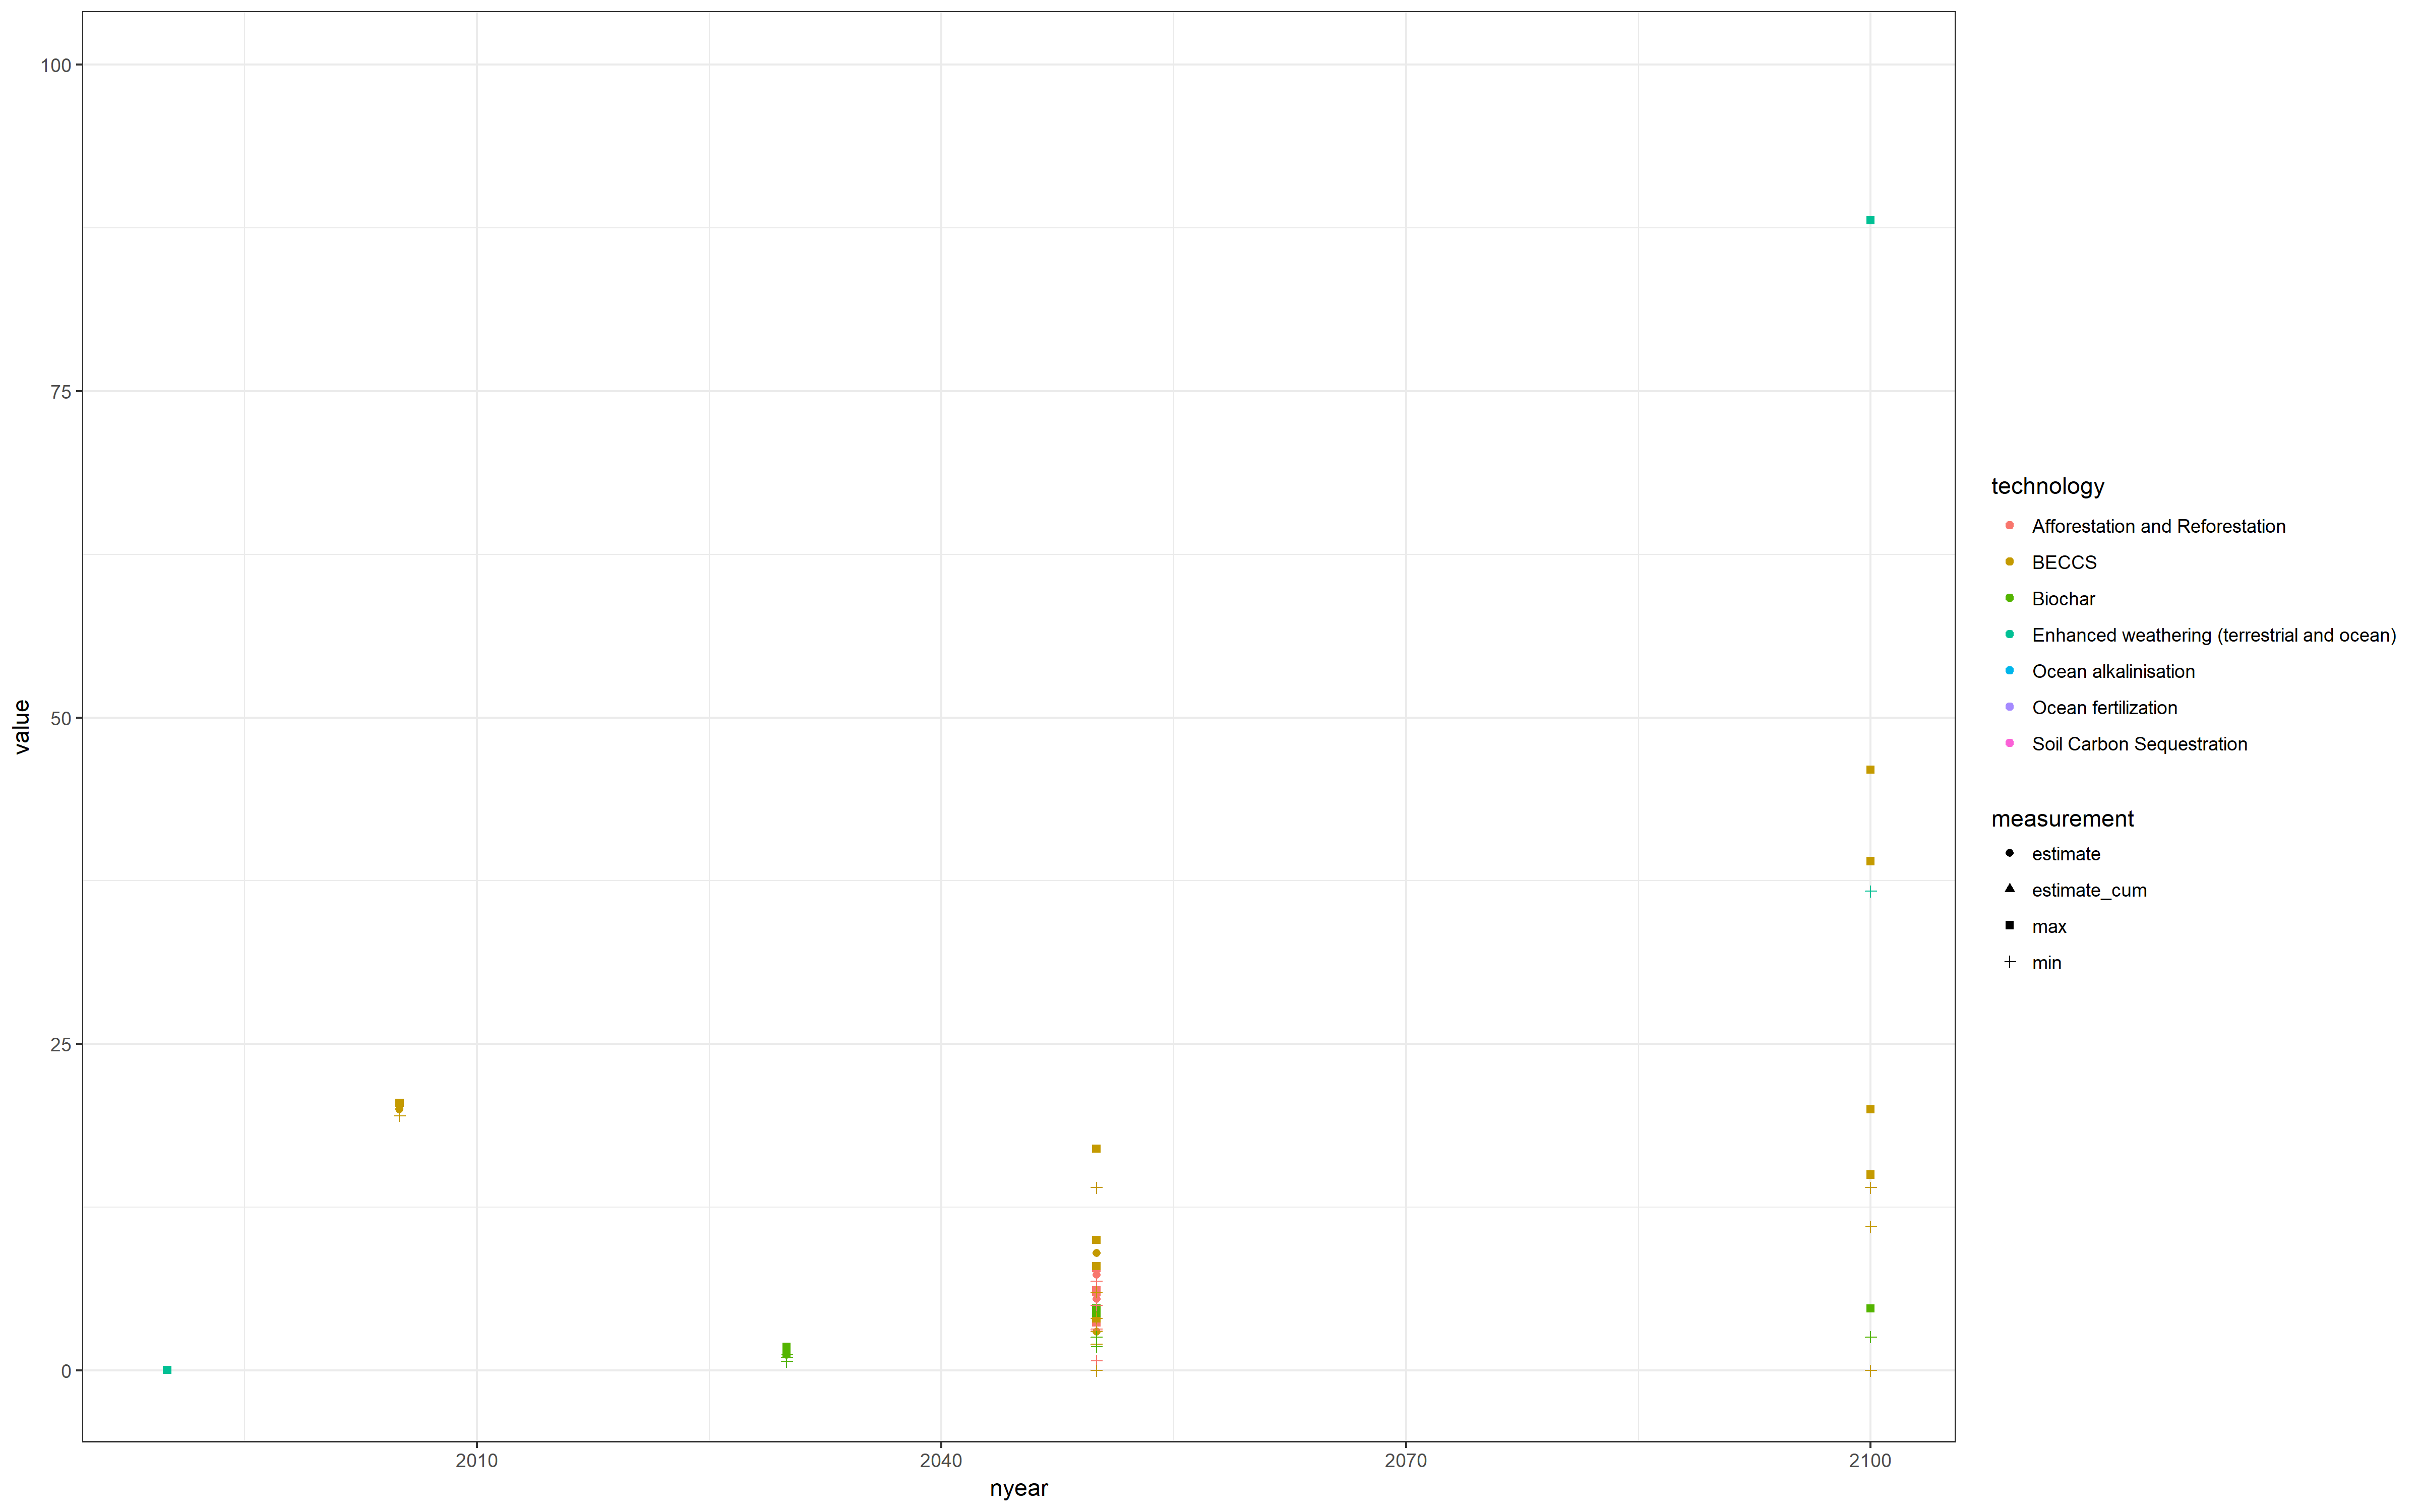 100
75
50
25
0
value
2010
2040
2070
2100
nyear
technology
Afforestation and Reforestation
BECCS
Biochar
Enhanced weathering (terrestrial and ocean)
Ocean alkalinisation
Ocean fertilization
Soil Carbon Sequestration
measurement
estimate
estimate_cum
max
min